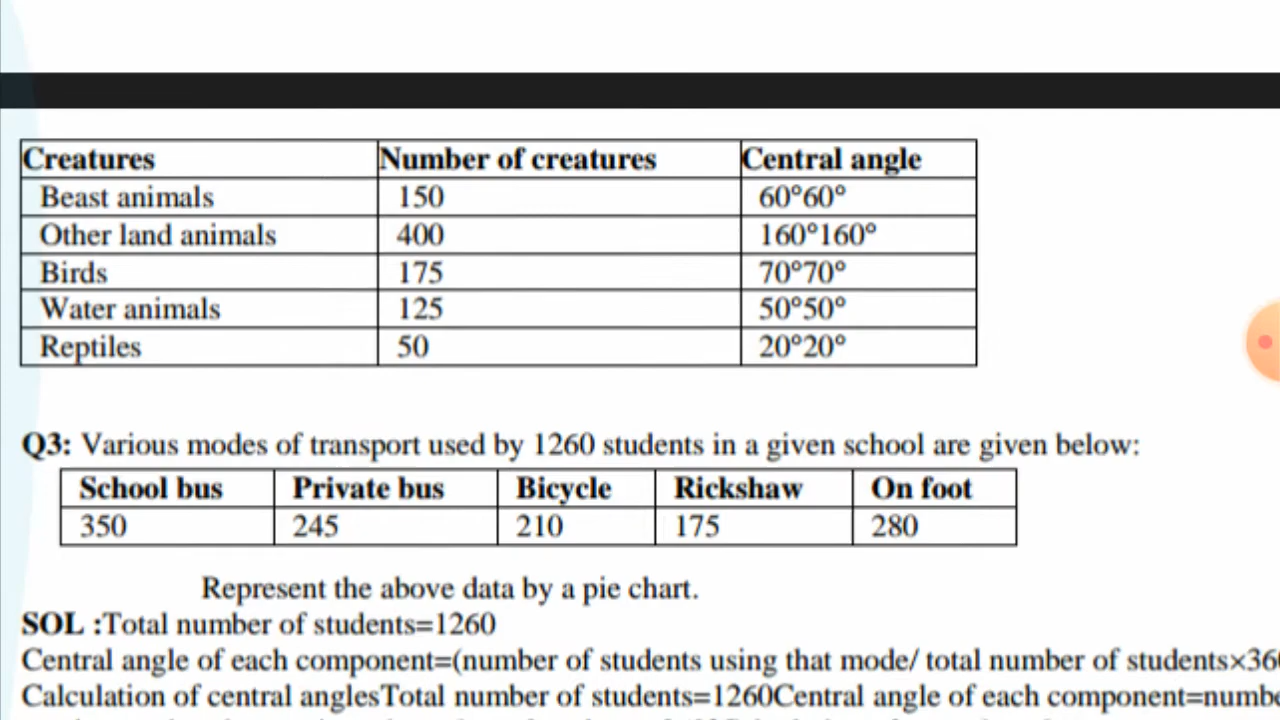 Creatures Number of creatures Central angle
Beast animals 150 60°60°
Other land animals 400 160°160°
Birds 175 70°70°
Water animals 125 50°50°
Reptiles 50 20°20°
Q3: Various modes of transport used by 1260 students in a given school are given below:
School bus Private bus Bicycle Rickshaw On foot
350 245 210 175 280
Represent the above data by a pie chart.
SOL :Total number of students=1260
Central angle of each component=(number of students using that mode/ total number of students×36
Calculation of central anglesTotal number of students=1260Central angle of each component=numb